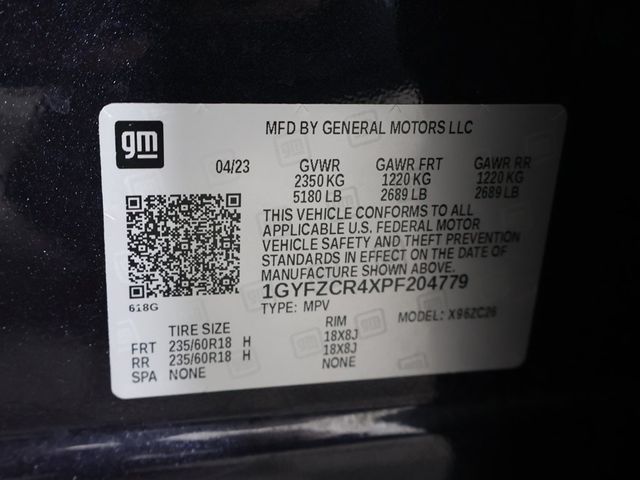 gm
MFD BY GENERAL MOTORS LLC
04/23 GVWR GAWR FRT GAWR RR
2350 KG 1220 KG 1220 KG
5180 LB 2689 LB 2689 LB
THIS VEHICLE CONFORMS TO ALL
APPLICABLE U.S. FEDERAL MOTOR
VEHICLE SAFETY AND THEFT PREVENTION
STANDARDS IN EFFECT ON THE DATE OF
MANUFACTURE SHOWN ABOVE.
618G
1GYFZCR4XPF204779
TYPE: MPV MODEL: X96ZC26
TIRE SIZE RIM
FRT 235/60R18 H 18X8J
RR 235/60R18 H 18X8J
SPA NONE NONE